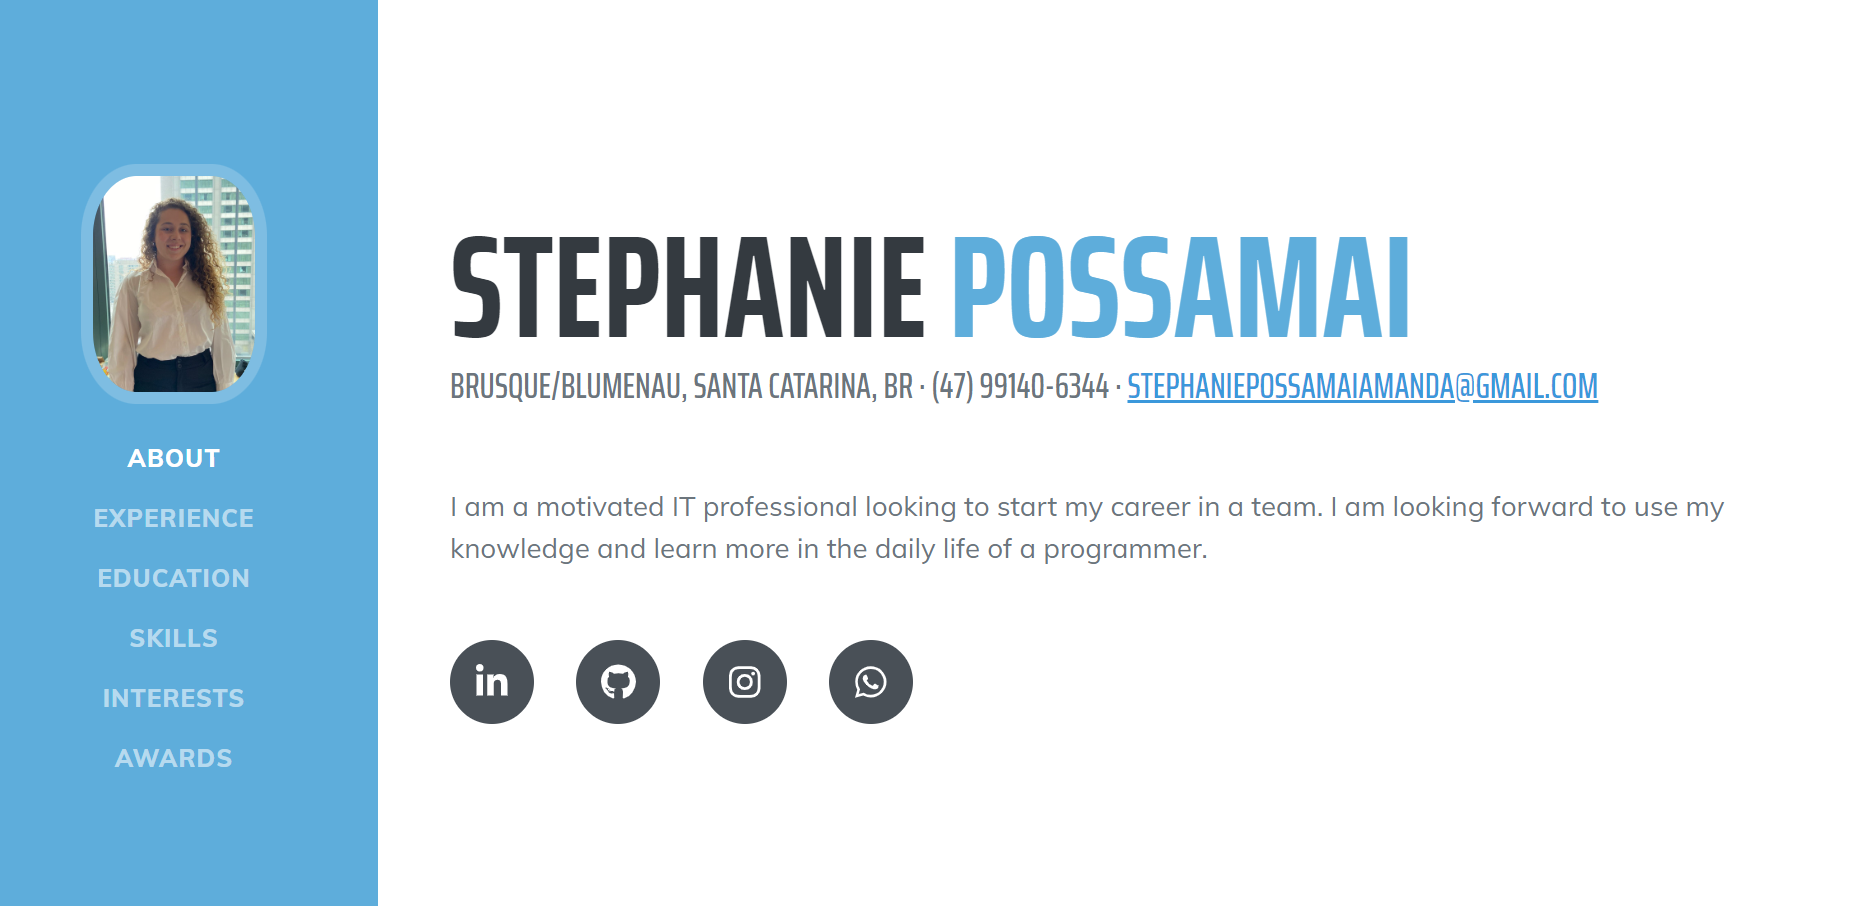 ABOUT
EXPERIENCE
EDUCATION
SKILLS
INTERESTS
AWARDS
STEPHANIE POSSAMAI
BRUSQUE/BLUMENAU, SANTA CATARINA, BR · (47) 99140-6344 · STEPHANIEPOSSAMAIAMANDA@GMAIL.COM
I am a motivated IT professional looking to start my career in a team. I am looking forward to use my
knowledge and learn more in the daily life of a programmer.
in